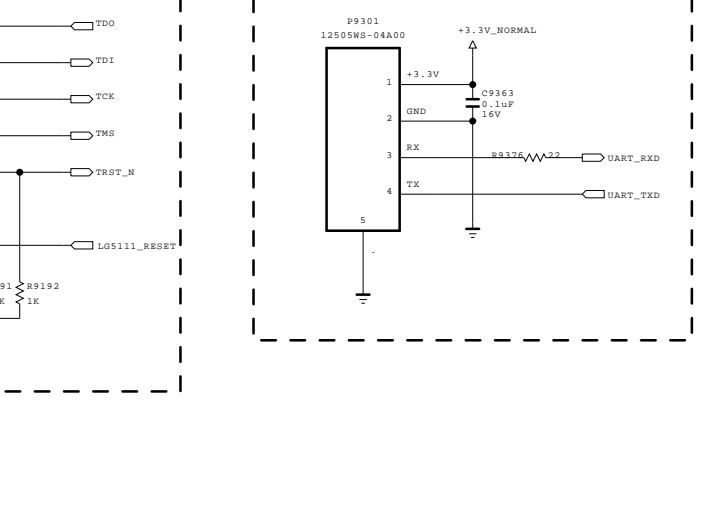 TDO
TDI
TCK
TMS
TRST_N
LG5111_RESET
91 R9192
K 1K
P9301
12505WS-04A00
+3.3V_NORMAL
1 +3.3V
C9363
0.1uF
16V
2 GND
3 RX R9376 22 UART_RXD
4 TX UART_TXD
5